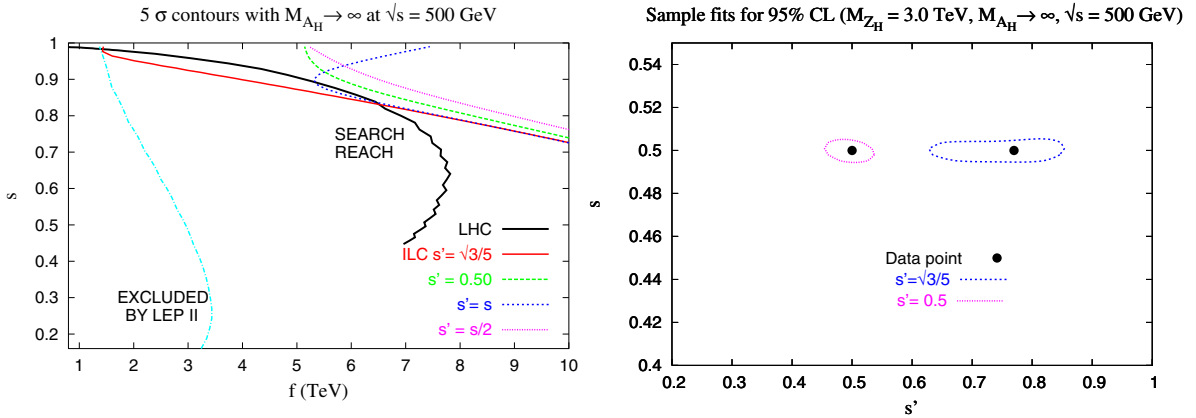 5 σ contours with M_{A_H}→ ∞ at √s = 500 GeV
1
0.9
0.8
0.7
0.6
0.5
0.4
0.3
0.2
s
SEARCH
REACH
EXCLUDED
BY LEP II
LHC
ILC s'= √3/5
s' = 0.50
s'= s
s' = s/2
1 2 3 4 5 6 7 8 9 10
f (TeV)
Sample fits for 95% CL (M_{Z_H} = 3.0 TeV, M_{A_H}→ ∞, √s = 500 GeV)
0.54
0.52
0.5
0.48
0.46
0.44
0.42
0.4
s
Data point
s'=√3/5
s'= 0.5
0.2 0.3 0.4 0.5 0.6 0.7 0.8 0.9 1
s'